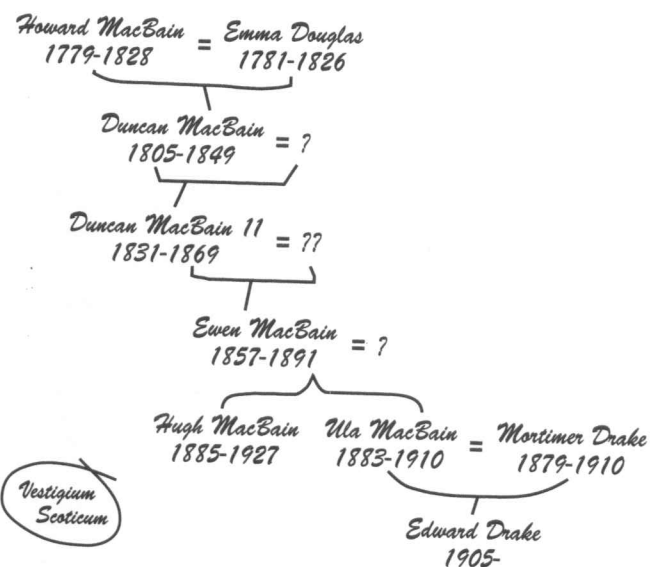 Howard MacBain = Emma Douglas
1779-1828 1781-1826
Duncan MacBain = ?
1805-1849
Duncan MacBain 11 = ??
1831-1869
Ewen MacBain = ?
1857-1891
Hugh MacBain Ula MacBain = Mortimer Drake
1885-1927 1883-1910 1879-1910
Vestigium
Scoticum
Edward Drake
1905-